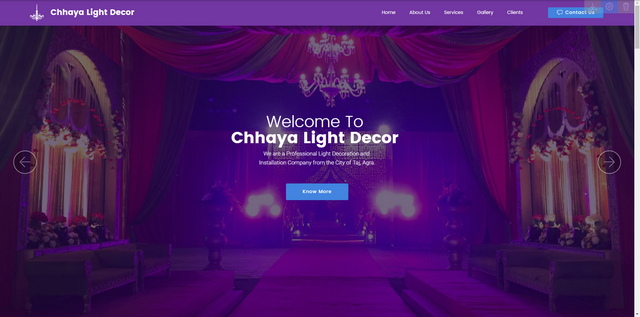 Chhaya Light Decor
Home About Us Services Gallery Clients Contact Us
Welcome To
Chhaya Light Decor
We are a Professional Light Decoration and
Installation Company from the City of Taj, Agra.
Know More